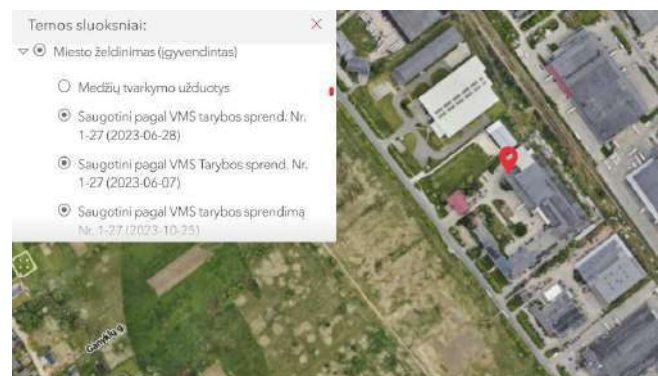 Temos sluoksniai:
Miesto želdinimas (įgyvendintas)
Medžių tvarkymo užduotys
Saugotini pagal VMS tarybos sprend. Nr.
1-27 (2023-06-28)
Saugotini pagal VMS Tarybos sprend. Nr.
1-27 (2023-06-07)
Saugotini pagal VMS tarybos sprendimą
Nr. 1-27 (2023-10-25)
Ganyklų g.